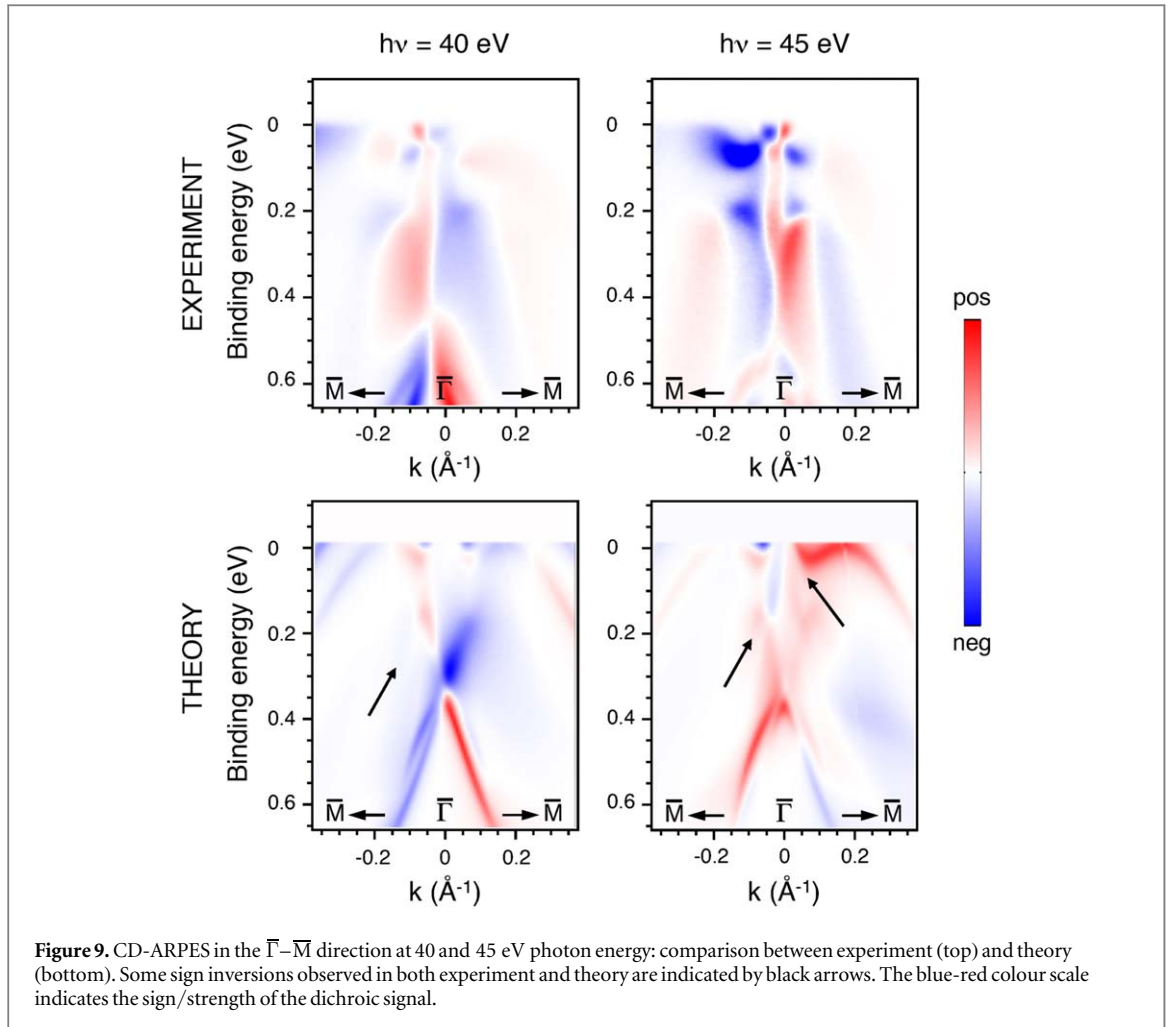 hν = 40 eV
hν = 45 eV
EXPERIMENT
Binding energy (eV)
0
0.2
0.4
0.6
M̅ Γ̅ M̅
-0.2 0 0.2
k (Å⁻¹)
0
0.2
0.4
0.6
M̅ Γ̅ M̅
-0.2 0 0.2
k (Å⁻¹)
pos
neg
THEORY
Binding energy (eV)
0
0.2
0.4
0.6
M̅ Γ̅ M̅
-0.2 0 0.2
k (Å⁻¹)
0
0.2
0.4
0.6
M̅ Γ̅ M̅
-0.2 0 0.2
k (Å⁻¹)
Figure 9. CD-ARPES in the Γ̅–M̅ direction at 40 and 45 eV photon energy: comparison between experiment (top) and theory
(bottom). Some sign inversions observed in both experiment and theory are indicated by black arrows. The blue-red colour scale
indicates the sign/strength of the dichroic signal.